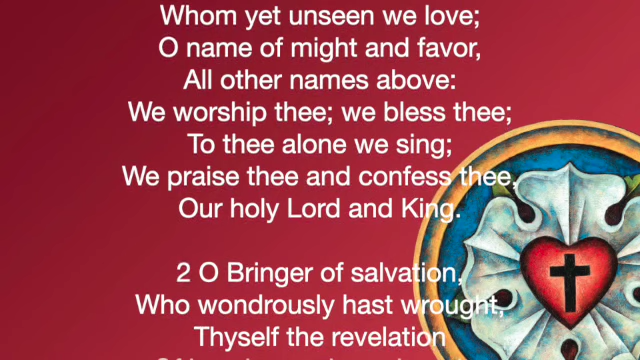 Whom yet unseen we love;
O name of might and favor,
All other names above:
We worship thee; we bless thee;
To thee alone we sing;
We praise thee and confess thee,
Our holy Lord and King.
2 O Bringer of salvation,
Who wondrously hast wrought,
Thyself the revelation